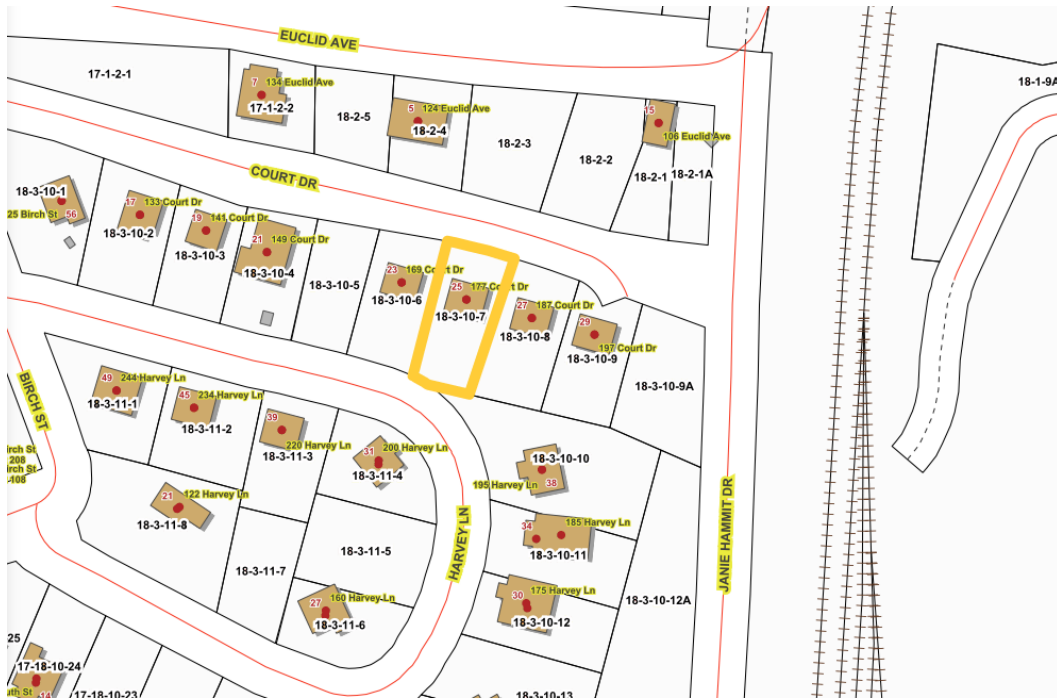 EUCLID AVE
17-1-2-1
18-1-9A
7
134 Euclid Ave
17-1-2-2
18-2-5
5
124 Euclid Ave
18-2-4
15
106 Euclid Ave
18-2-3
18-2-2
18-2-1
18-2-1A
COURT DR
18-3-10-1
25 Birch St
56
17
133 Court Dr
18-3-10-2
19
141 Court Dr
18-3-10-3
21
149 Court Dr
18-3-10-4
18-3-10-5
23
169 Court Dr
18-3-10-6
25
177 Court Dr
18-3-10-7
27
187 Court Dr
18-3-10-8
29
197 Court Dr
18-3-10-9
18-3-10-9A
BIRCH ST
49
244 Harvey Ln
18-3-11-1
45
234 Harvey Ln
18-3-11-2
39
220 Harvey Ln
18-3-11-3
31
200 Harvey Ln
18-3-11-4
irch St
208
irch St
-108
18-3-10-10
195 Harvey Ln
38
21
122 Harvey Ln
18-3-11-8
34
185 Harvey Ln
18-3-10-11
HARVEY LN
JANIE HAMMIT DR
18-3-11-5
18-3-11-7
30
175 Harvey Ln
18-3-10-12
18-3-10-12A
27
160 Harvey Ln
18-3-11-6
25
17-18-10-24
14
uth St
17-18-10-23
18-3-10-13